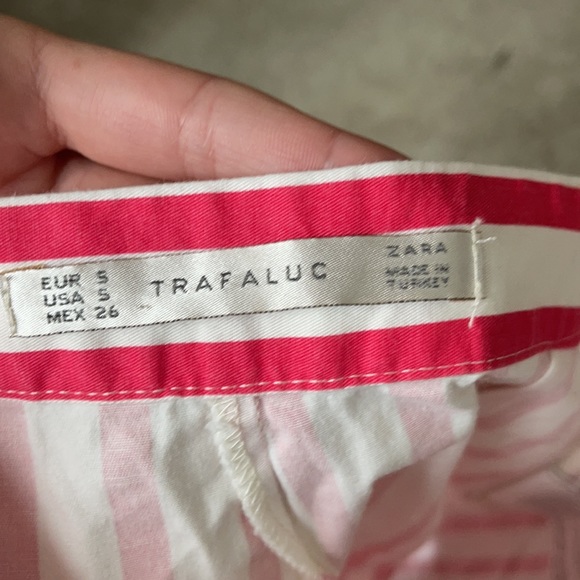 EUR S
USA S
MEX 26
TRAFALUC
ZARA
MADE IN
TURKEY